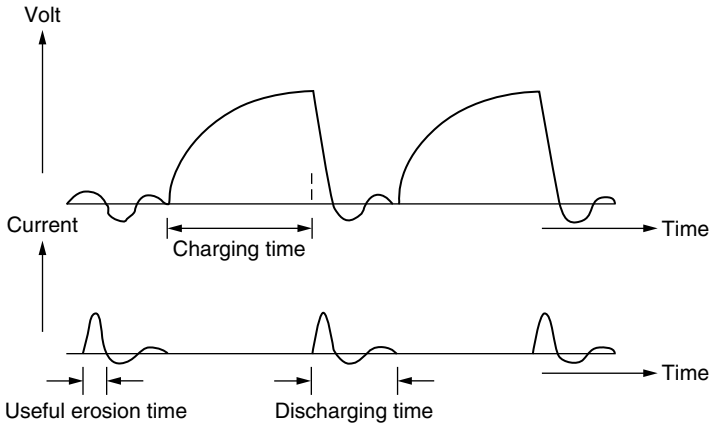 Volt
Time
Charging time
Current
Time
Useful erosion time
Discharging time